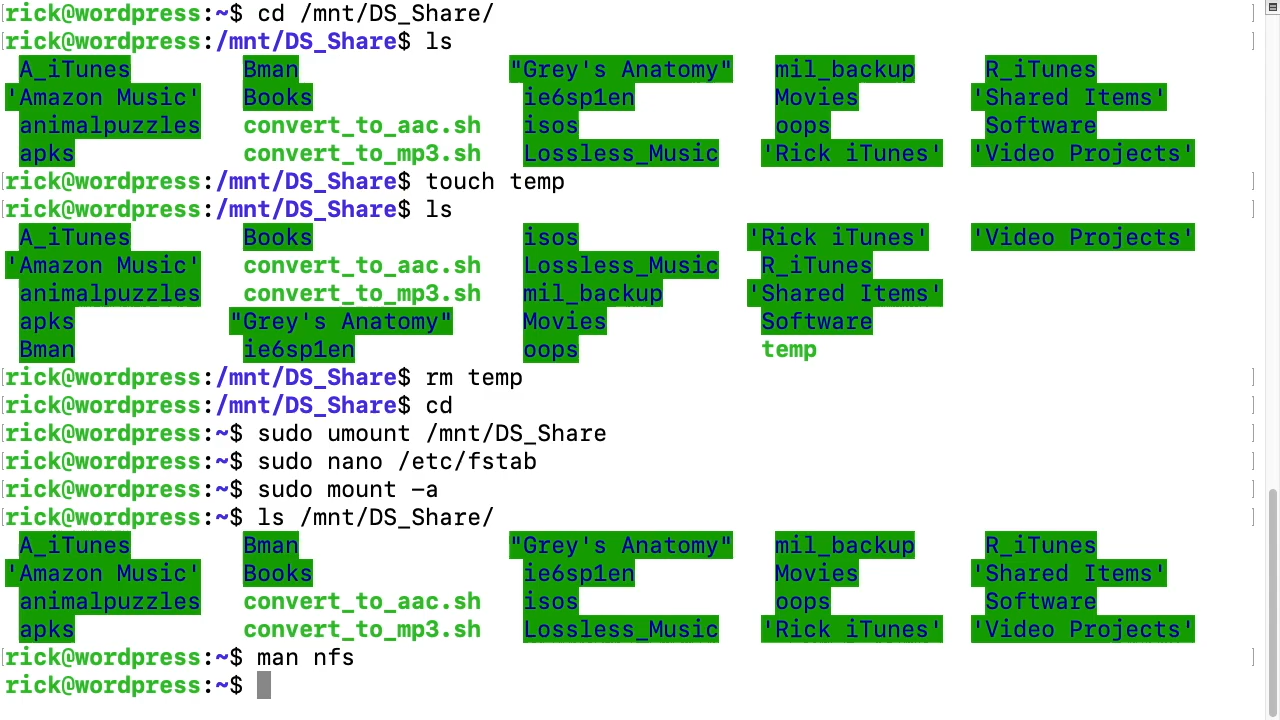 rick@wordpress:~$ cd /mnt/DS_Share/
rick@wordpress:/mnt/DS_Share$ ls
A_iTunes Bman "Grey's Anatomy" mil_backup R_iTunes
'Amazon Music' Books ie6sp1en Movies 'Shared Items'
animalpuzzles convert_to_aac.sh isos oops Software
apks convert_to_mp3.sh Lossless_Music 'Rick iTunes' 'Video Projects'
rick@wordpress:/mnt/DS_Share$ touch temp
rick@wordpress:/mnt/DS_Share$ ls
A_iTunes Books isos 'Rick iTunes' 'Video Projects'
'Amazon Music' convert_to_aac.sh Lossless_Music R_iTunes
animalpuzzles convert_to_mp3.sh mil_backup 'Shared Items'
apks "Grey's Anatomy" Movies Software
Bman ie6sp1en oops temp
rick@wordpress:/mnt/DS_Share$ rm temp
rick@wordpress:/mnt/DS_Share$ cd
rick@wordpress:~$ sudo umount /mnt/DS_Share
rick@wordpress:~$ sudo nano /etc/fstab
rick@wordpress:~$ sudo mount -a
rick@wordpress:~$ ls /mnt/DS_Share/
A_iTunes Bman "Grey's Anatomy" mil_backup R_iTunes
'Amazon Music' Books ie6sp1en Movies 'Shared Items'
animalpuzzles convert_to_aac.sh isos oops Software
apks convert_to_mp3.sh Lossless_Music 'Rick iTunes' 'Video Projects'
rick@wordpress:~$ man nfs
rick@wordpress:~$